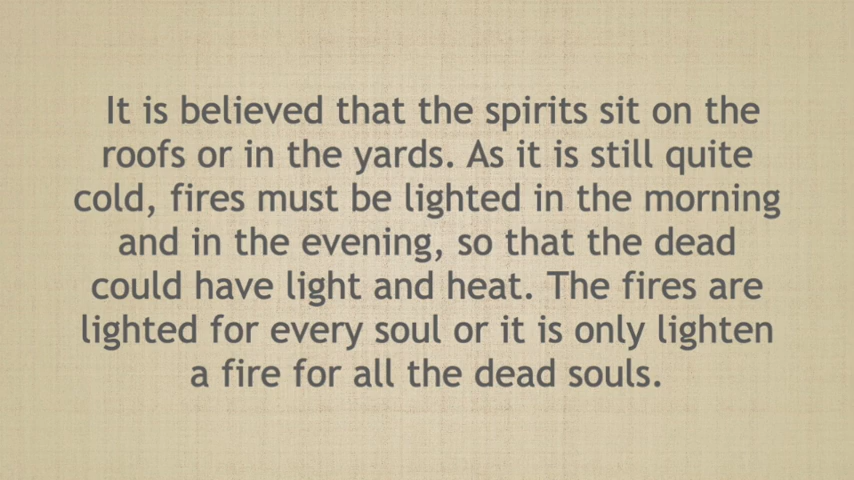 It is believed that the spirits sit on the
roofs or in the yards. As it is still quite
cold, fires must be lighted in the morning
and in the evening, so that the dead
could have light and heat. The fires are
lighted for every soul or it is only lighten
a fire for all the dead souls.